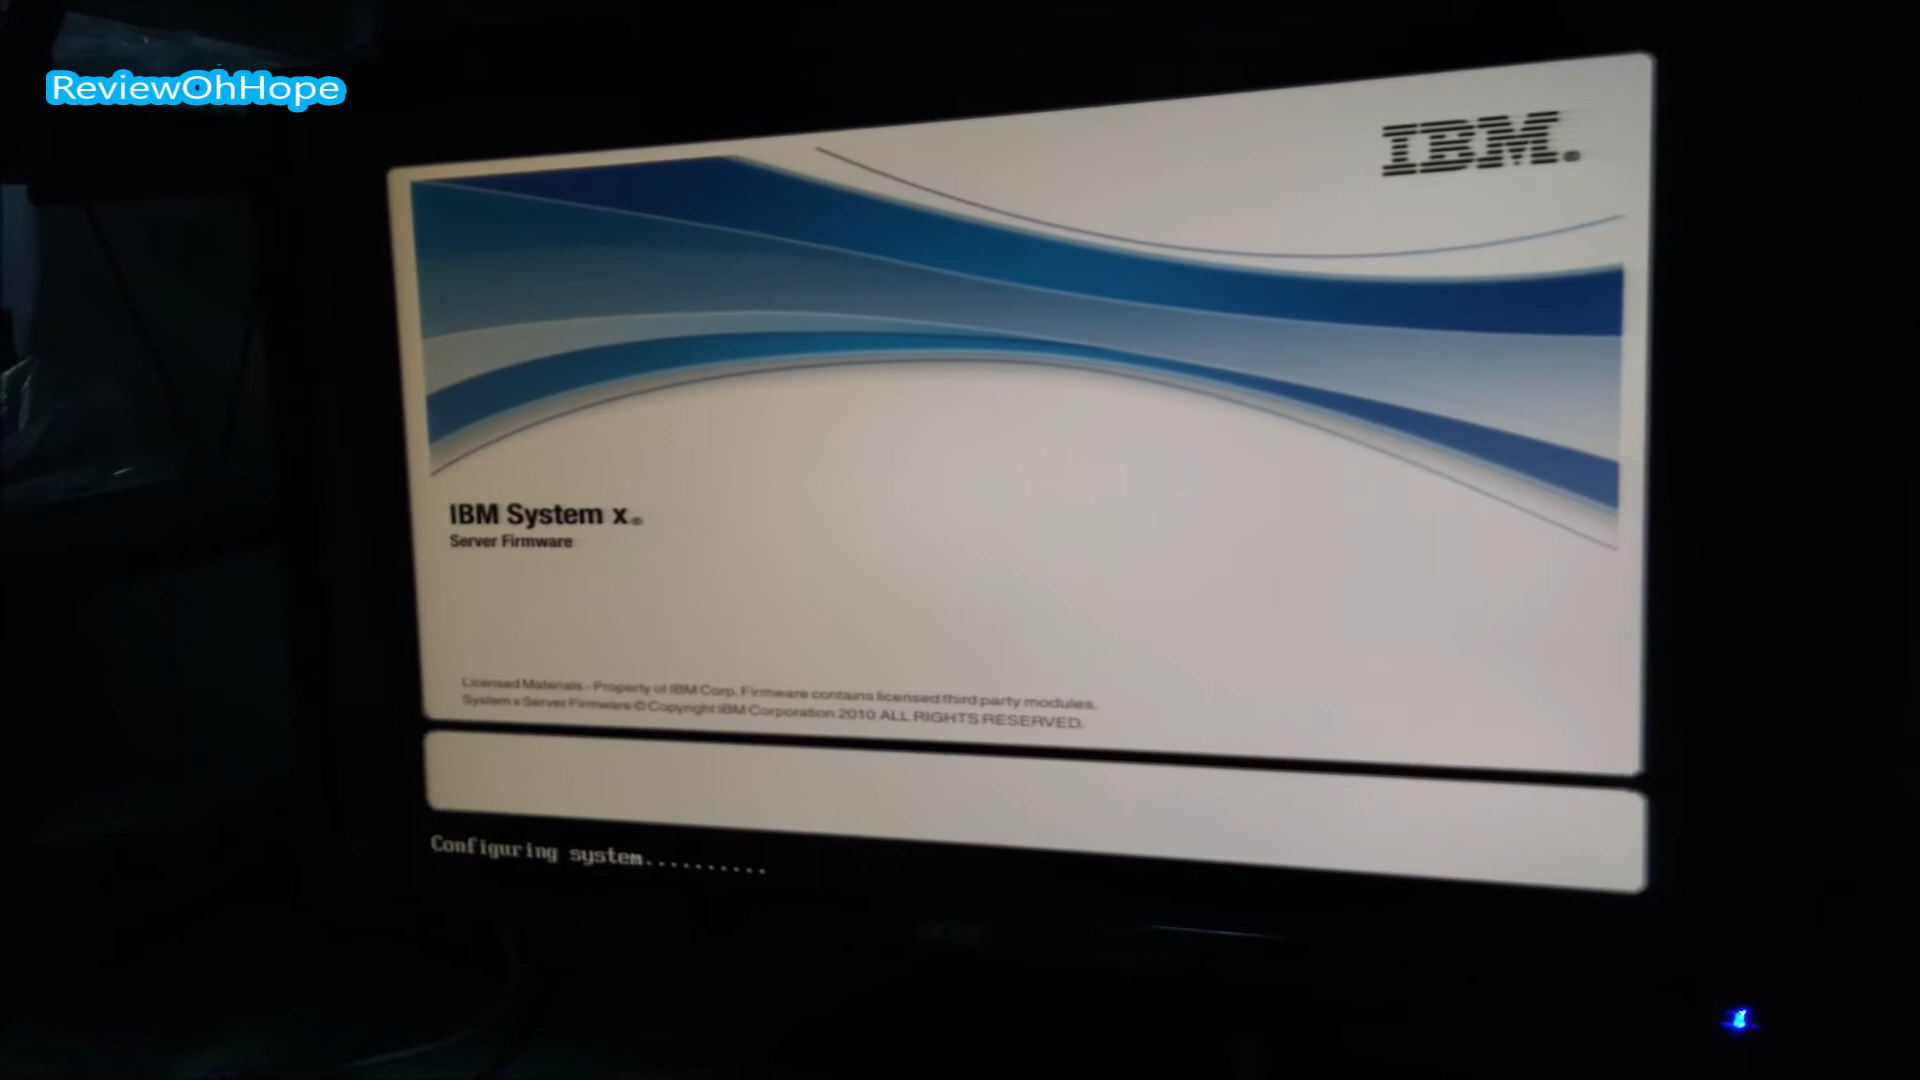 ReviewOhHope
IBM®
IBM System x®
Server Firmware
Licensed Materials - Property of IBM Corp. Firmware contains licensed third party modules.
System x Server Firmware © Copyright IBM Corporation 2010 ALL RIGHTS RESERVED.
Configuring system..........